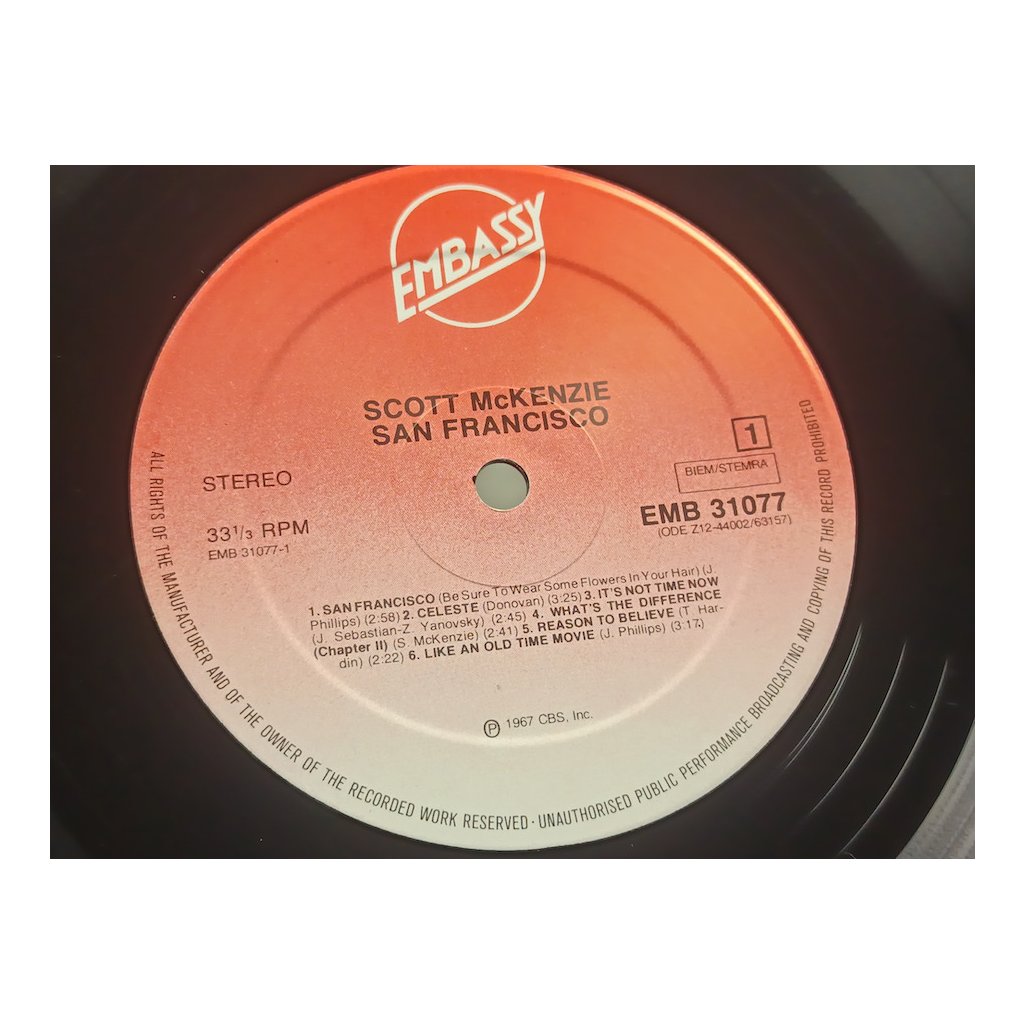 EMBASSY
SCOTT McKENZIE
SAN FRANCISCO
1
BIEM/STEMRA
STEREO
EMB 31077
(ODE Z12-44002/63157)
33 1/3 RPM
EMB 31077-1
1. SAN FRANCISCO (Be Sure To Wear Some Flowers In Your Hair) (J.
Phillips) (2:58) 2. CELESTE (Donovan) (3:25) 3. IT'S NOT TIME NOW
(J. Sebastian-Z. Yanovsky) (2:45) 4. WHAT'S THE DIFFERENCE
(Chapter II) (S. McKenzie) (2:41) 5. REASON TO BELIEVE (T. Har-
din) (2:22) 6. LIKE AN OLD TIME MOVIE (J. Phillips) (3:17.)
℗ 1967 CBS, Inc.
ALL RIGHTS OF THE MANUFACTURER AND OF THE OWNER OF THE RECORDED WORK RESERVED · UNAUTHORISED PUBLIC PERFORMANCE BROADCASTING AND COPYING OF THIS RECORD PROHIBITED